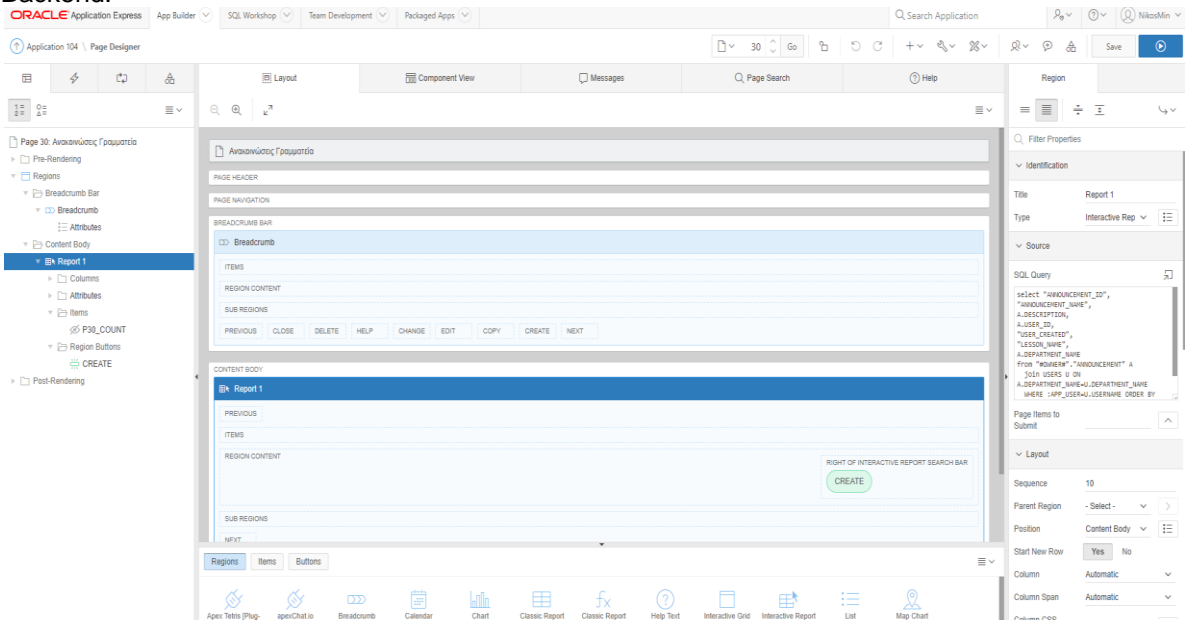 Backend:
ORACLE Application Express App Builder SQL Workshop Team Development Packaged Apps Search Application NikosMin
Application 104 \ Page Designer 30 Go Save
Layout Component View Messages Page Search Help Region
Page 30: Ανακοινώσεις Γραμματεία
Pre-Rendering
Regions
Breadcrumb Bar
Breadcrumb
Attributes
Content Body
Report 1
Columns
Attributes
Items
P30_COUNT
Region Buttons
CREATE
Post-Rendering
Ανακοινώσεις Γραμματεία
PAGE HEADER
PAGE NAVIGATION
BREADCRUMB BAR
Breadcrumb
ITEMS
REGION CONTENT
SUB REGIONS
PREVIOUS CLOSE DELETE HELP CHANGE EDIT COPY CREATE NEXT
CONTENT BODY
Report 1
PREVIOUS
ITEMS
REGION CONTENT
RIGHT OF INTERACTIVE REPORT SEARCH BAR
CREATE
SUB REGIONS
NEXT
Regions Items Buttons
Apex Tetris [Plug- apexChat.io Breadcrumb Calendar Chart Classic Report Classic Report Help Text Interactive Grid Interactive Report List Map Chart
Filter Properties
Identification
Title Report 1
Type Interactive Rep
Source
SQL Query
select "ANNOUNCEMENT_ID",
"ANNOUNCEMENT_NAME",
A.DESCRIPTION,
A.USER_ID,
"USER_CREATED",
"LESSON_NAME",
A.DEPARTMENT_NAME
from "#OWNER#"."ANNOUNCEMENT" A
join USERS U ON
A.DEPARTMENT_NAME=U.DEPARTMENT_NAME
WHERE :APP_USER=U.USERNAME ORDER BY
Page Items to
Submit
Layout
Sequence 10
Parent Region - Select -
Position Content Body
Start New Row Yes No
Column Automatic
Column Span Automatic
Column CSS